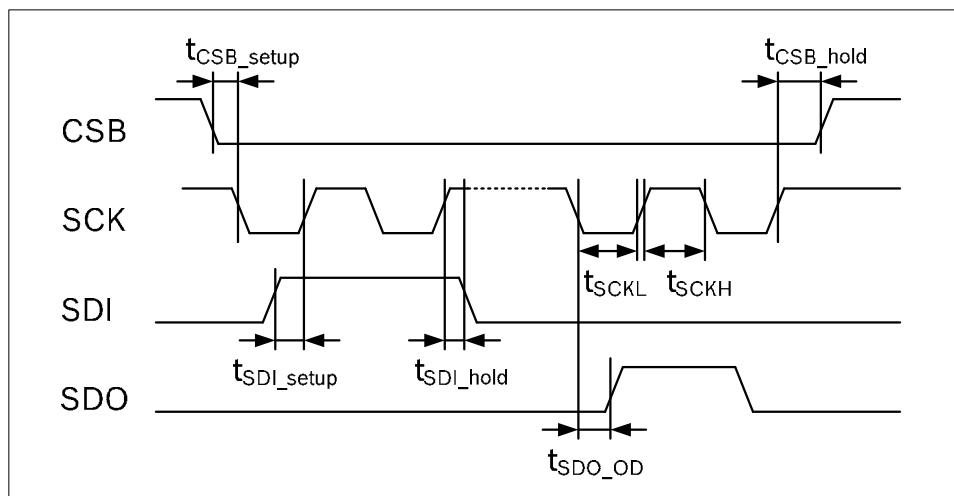 tCSB_setup
tCSB_hold
CSB
SCK
tSCKL
tSCKH
SDI
tSDI_setup
tSDI_hold
SDO
tSDO_OD